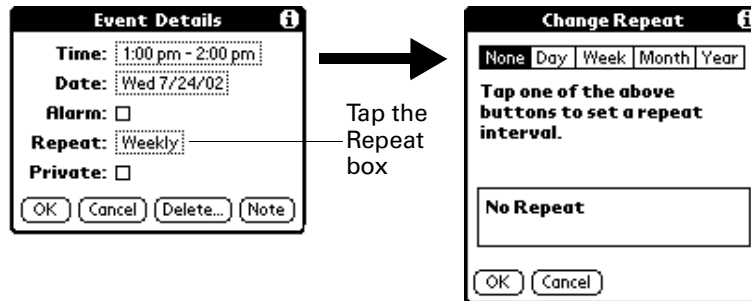 Event Details
Time: 1:00 pm - 2:00 pm
Date: Wed 7/24/02
Alarm:
Repeat: Weekly
Private:
OK Cancel Delete... Note
Tap the
Repeat
box
Change Repeat
None Day Week Month Year
Tap one of the above
buttons to set a repeat
interval.
No Repeat
OK Cancel